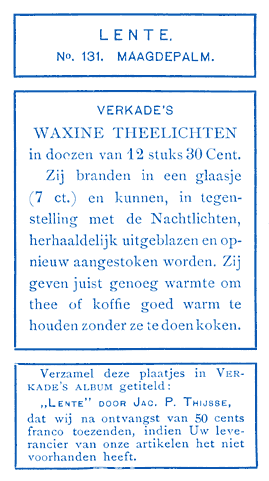 LENTE.
No. 131. MAAGDEPALM.
VERKADE'S
WAXINE THEELICHTEN
in doozen van 12 stuks 30 Cent.
Zij branden in een glaasje
(7 ct.) en kunnen, in tegen-
stelling met de Nachtlichten,
herhaaldelijk uitgeblazen en op-
nieuw aangestoken worden. Zij
geven juist genoeg warmte om
thee of koffie goed warm te
houden zonder ze te doen koken.
Verzamel deze plaatjes in VER-
KADE'S ALBUM getiteld:
„LENTE" DOOR JAC. P. THIJSSE,
dat wij na ontvangst van 50 cents
franco toezenden, indien Uw leve-
rancier van onze artikelen het niet
voorhanden heeft.